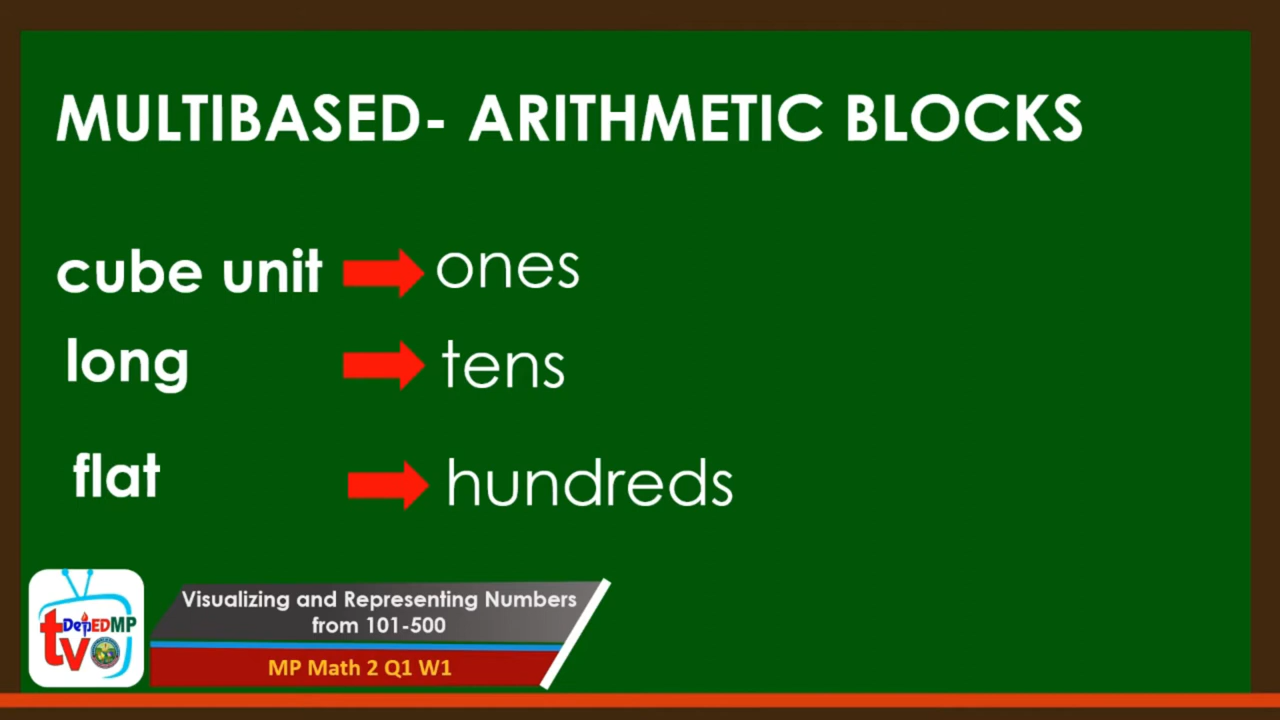 MULTIBASED- ARITHMETIC BLOCKS
cube unit ones
long tens
flat hundreds
Visualizing and Representing Numbers
from 101-500
MP Math 2 Q1 W1
DepEDMP
tv